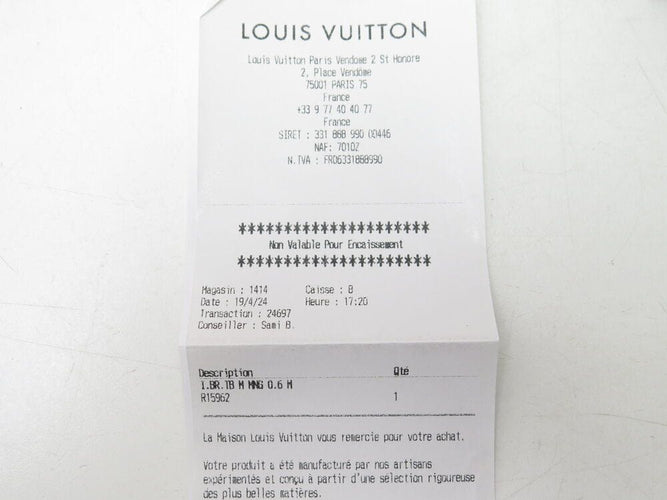 LOUIS VUITTON
Louis Vuitton Paris Vendome 2 St Honore
2, Place Vendôme
75001 PARIS 75
France
+33 9 77 40 40 77
France
SIRET : 331 868 990 00446
NAF: 7010Z
N.TVA : FR06331868990
*********************
Non Valable Pour Encaissement
*********************
Magasin : 1414 Caisse : 8
Date : 19/4/24 Heure : 17:20
Transaction : 24697
Conseiller : Sami B.
Description Qté
1.BR.TB M MNG 0.6 M
R15962 1
La Maison Louis Vuitton vous remercie pour votre achat.
Votre produit a été manufacturé par nos artisans
expérimentés et conçu à partir d'une sélection rigoureuse
des plus belles matières.